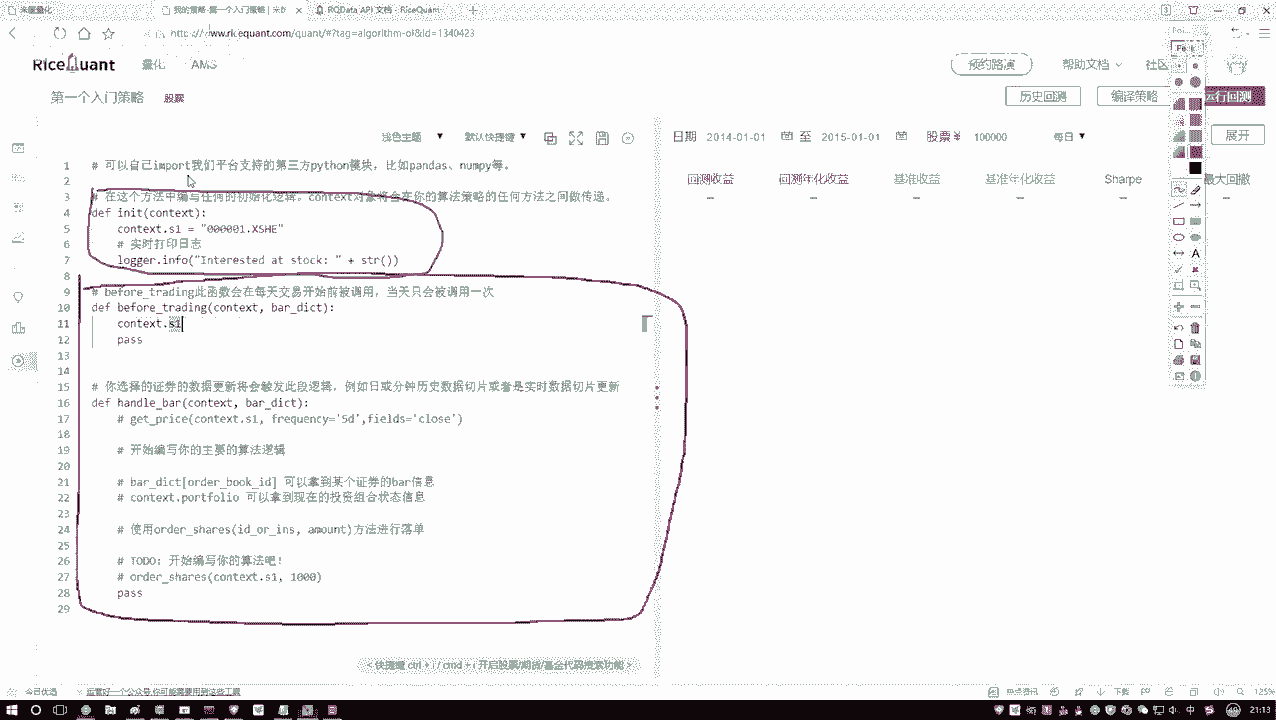 我的策略-第一个入门策略 | 米
RQData API 文档 - RiceQuant
ww.ricequant.com/quant/#?tag=algorithm-ol&id=1340423
RiceQuant 量化 AMS 预约路演 帮助文档 社区
第一个入门策略 股票 历史回测 编译策略 运行回测
浅色主题 默认快捷键 日期 2014-01-01 至 2015-01-01 股票 ¥ 100000 每日 展开
回测收益 回测年化收益 基准收益 基准年化收益 Sharpe 最大回撤
1 # 可以自己import我们平台支持的第三方python模块，比如pandas、numpy等。
2
3 # 在这个方法中编写任何的初始化逻辑。context对象将会在你的算法策略的任何方法之间做传递。
4 def init(context):
5 context.s1 = "000001.XSHE"
6 # 实时打印日志
7 logger.info("Interested at stock: " + str())
8
9 # before_trading此函数会在每天交易开始前被调用，当天只会被调用一次
10 def before_trading(context, bar_dict):
11 context.s1
12 pass
13
14
15 # 你选择的证券的数据更新将会触发此段逻辑，例如日或分钟历史数据切片或者是实时数据切片更新
16 def handle_bar(context, bar_dict):
17 # get_price(context.s1, frequency='5d',fields='close')
18
19 # 开始编写你的主要的算法逻辑
20
21 # bar_dict[order_book_id] 可以拿到某个证券的bar信息
22 # context.portfolio 可以拿到现在的投资组合状态信息
23
24 # 使用order_shares(id_or_ins, amount)方法进行落单
25
26 # TODO: 开始编写你的算法吧！
27 # order_shares(context.s1, 1000)
28 pass
29
快捷键 ctrl + i / cmd + i 开启股票/期货/基金代码搜索功能
今日优选 运营好一个公众号,你可能需要用到这些工具 热点资讯 下载 125%
中 21:13